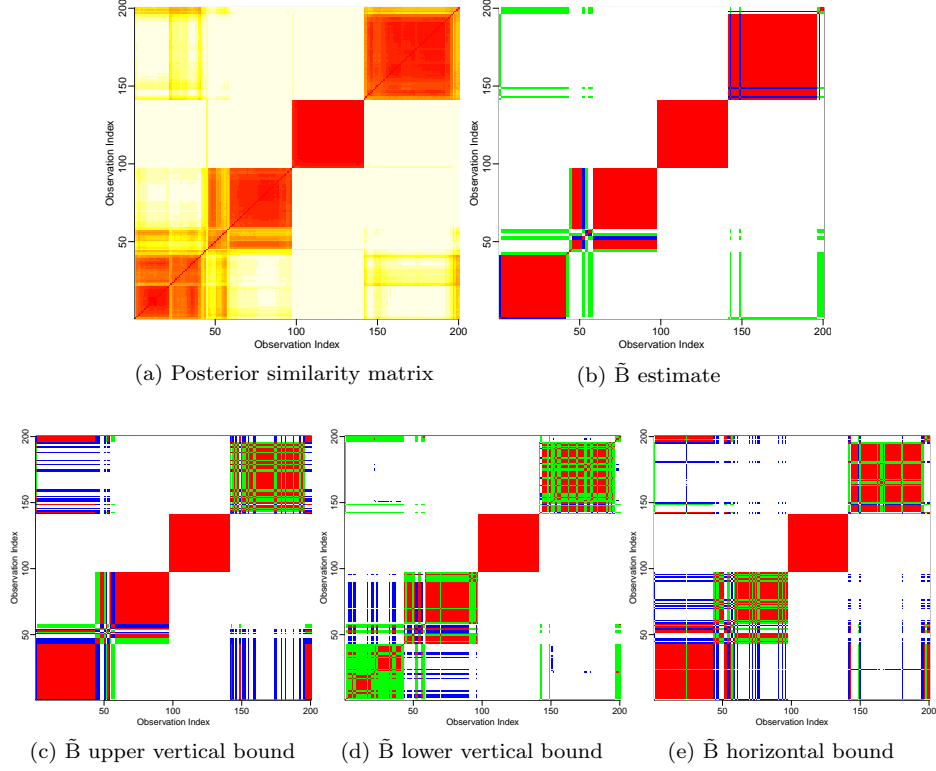 200
150
100
50
Observation Index
50
100
150
200
Observation Index
(a) Posterior similarity matrix
200
150
100
50
Observation Index
50
100
150
200
Observation Index
(b) B̃ estimate
200
150
100
50
Observation Index
50
100
150
200
Observation Index
(c) B̃ upper vertical bound
200
150
100
50
Observation Index
50
100
150
200
Observation Index
(d) B̃ lower vertical bound
200
150
100
50
Observation Index
50
100
150
200
Observation Index
(e) B̃ horizontal bound